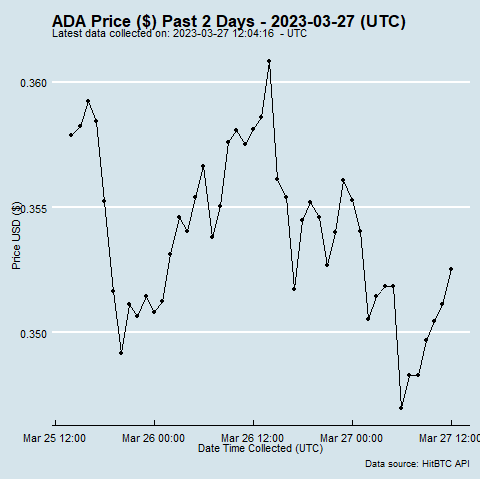 ADA Price ($) Past 2 Days - 2023-03-27 (UTC)
Latest data collected on: 2023-03-27 12:04:16 - UTC
0.360
0.355
0.350
Price USD ($)
Mar 25 12:00 Mar 26 00:00 Mar 26 12:00 Mar 27 00:00 Mar 27 12:00
Date Time Collected (UTC)
Data source: HitBTC API